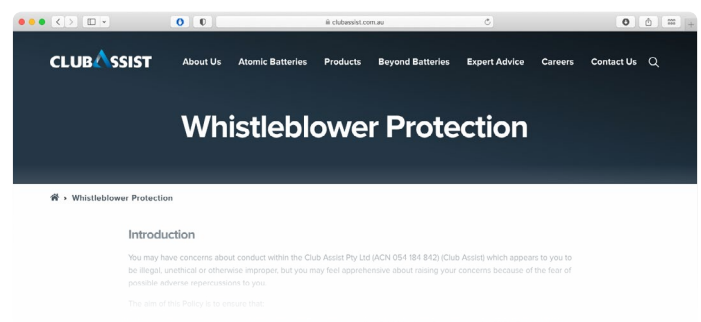 clubassist.com.au
CLUBASSIST
About Us Atomic Batteries Products Beyond Batteries Expert Advice Careers Contact Us
Whistleblower Protection
Whistleblower Protection
Introduction
You may have concerns about conduct within the Club Assist Pty Ltd (ACN 054 184 842) (Club Assist) which appears to you to
be illegal, unethical or otherwise improper, but you may feel apprehensive about raising your concerns because of the fear of
possible adverse repercussions to you.
The aim of this Policy is to ensure that: